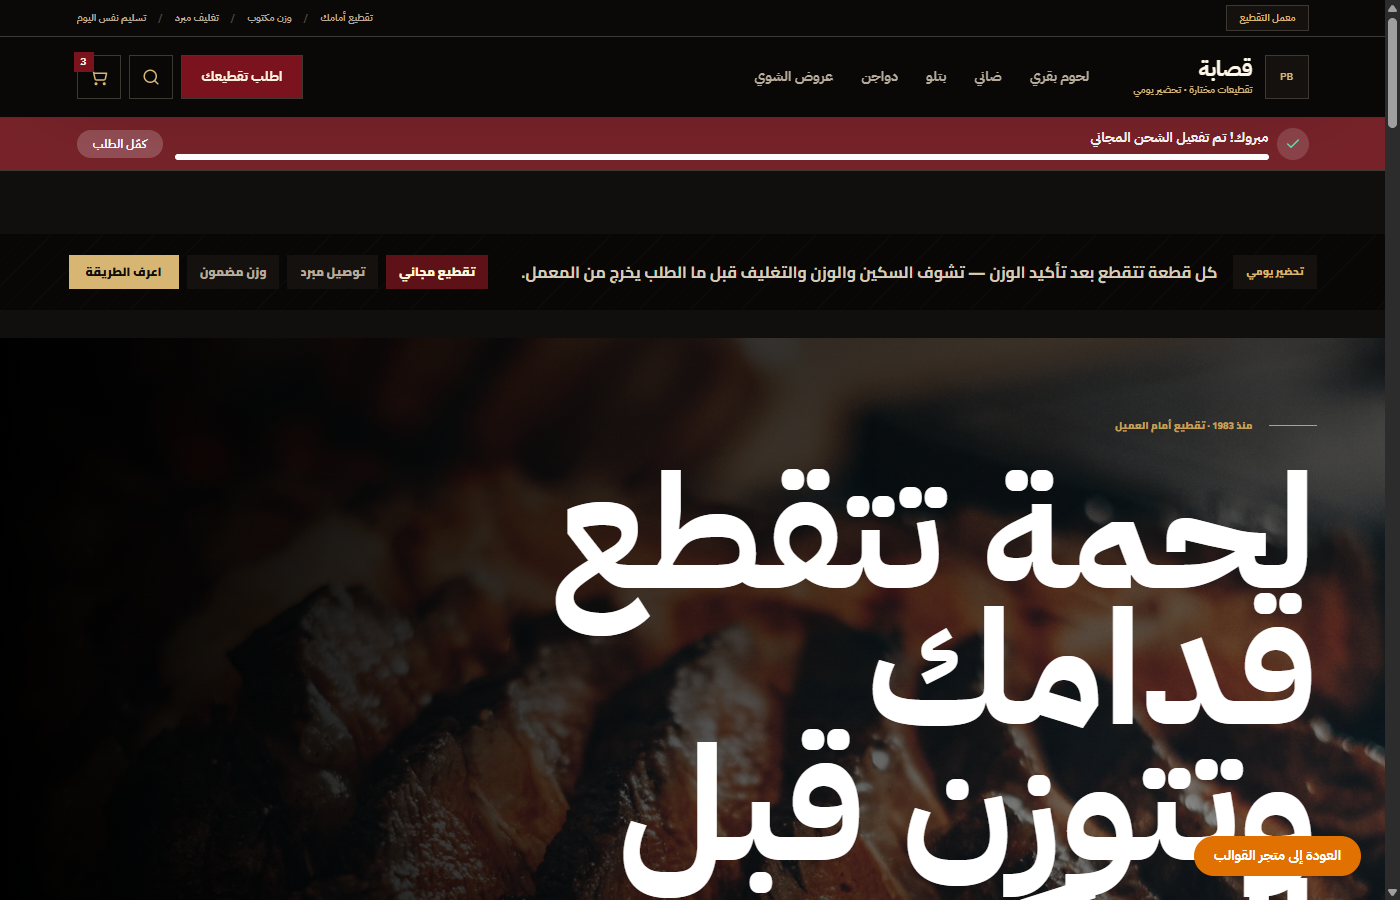 معمل التقطيع
تقطيع أمامك / وزن مكتوب / تغليف مبرد / تسليم نفس اليوم
PB
قصابة
تقطيعات مختارة • تحضير يومي
لحوم بقري
ضاني
بتلو
دواجن
عروض الشوي
اطلب تقطيعك
3
مبروك! تم تفعيل الشحن المجاني
كمّل الطلب
تحضير يومي
كل قطعة تتقطع بعد تأكيد الوزن — تشوف السكين والوزن والتغليف قبل ما الطلب يخرج من المعمل.
تقطيع مجاني
توصيل مبرد
وزن مضمون
اعرف الطريقة
منذ 1983 · تقطيع أمام العميل
لحمة تتقطع
قدامك
وتتوزن قبل
العودة إلى متجر القوالب